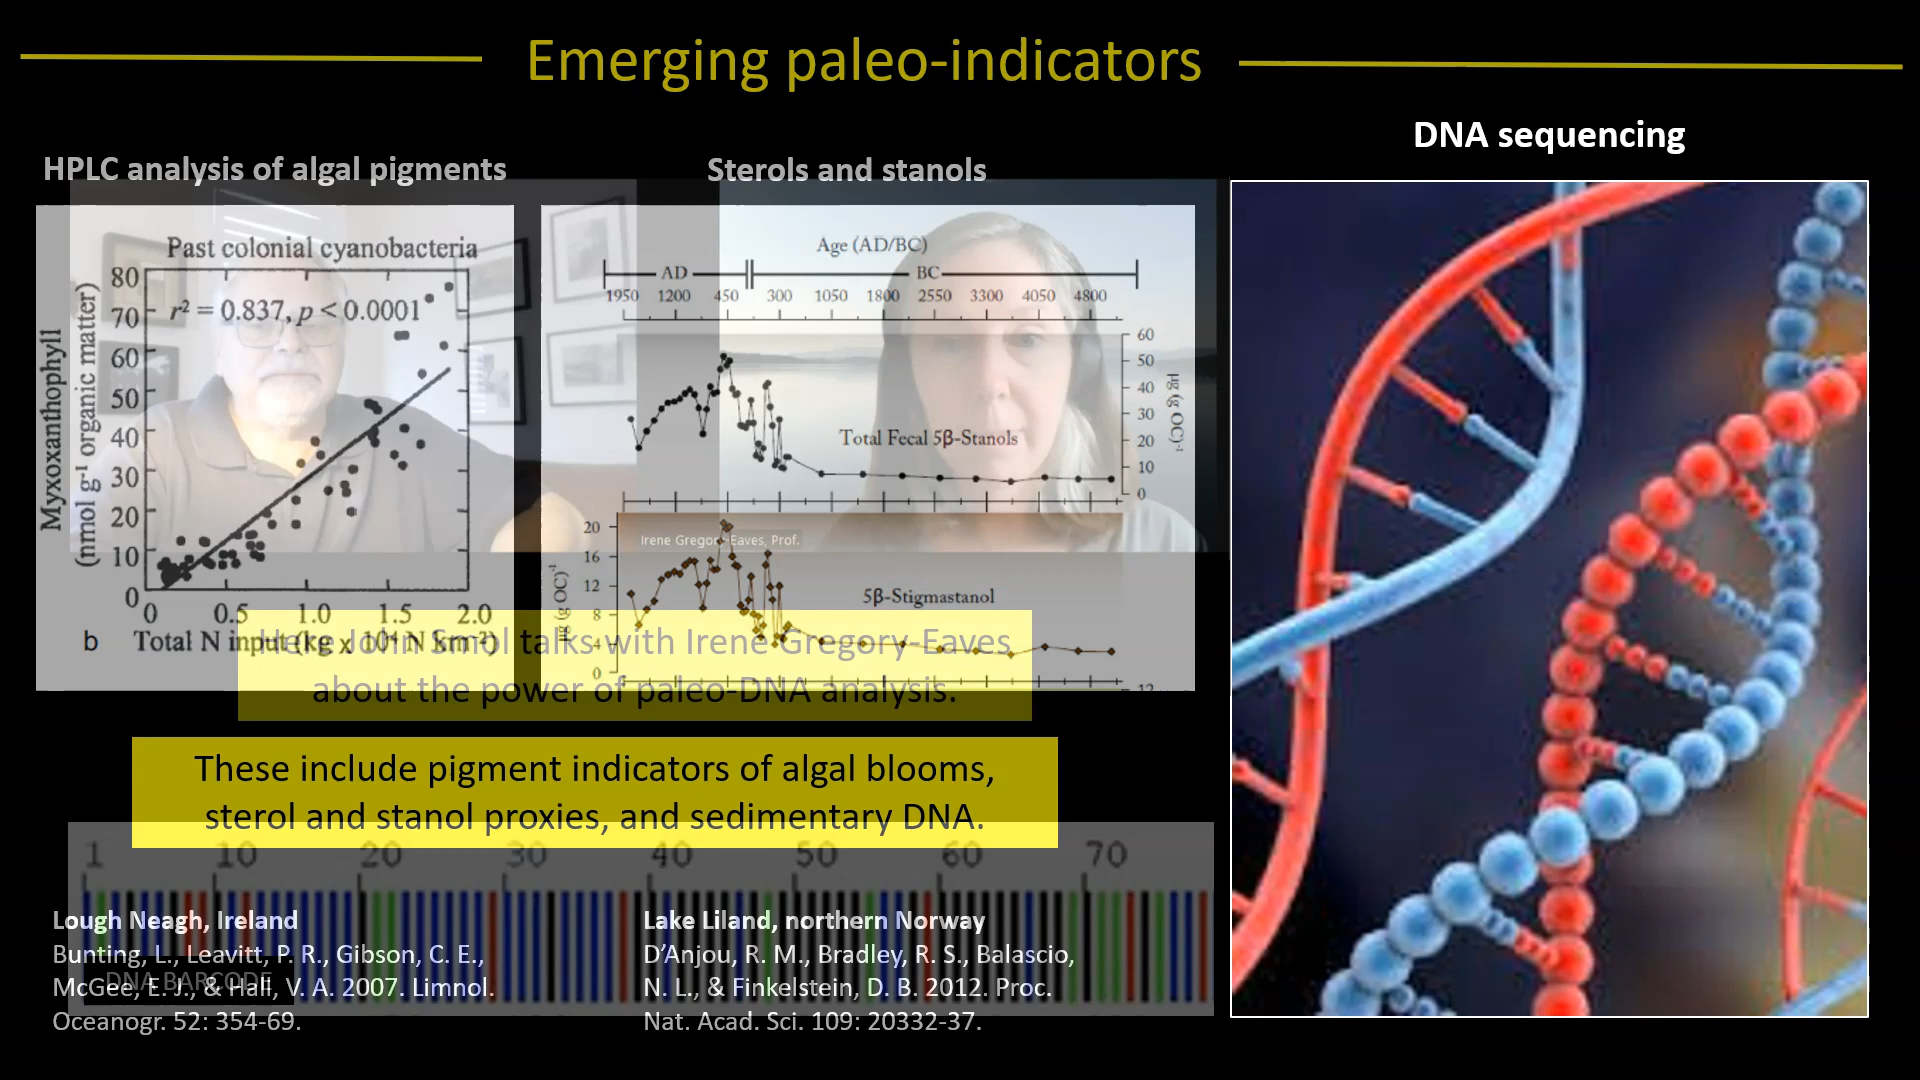 Emerging paleo-indicators
HPLC analysis of algal pigments
Sterols and stanols
DNA sequencing
Past colonial cyanobacteria
r² = 0.837, p < 0.0001
Myxoxanthophyll
(nmol g⁻¹ organic matter)
80
70
60
50
40
30
20
10
0
0 0.5 1.0 1.5 2.0
b Total N input (kg x 10⁴ N km⁻²)
Age (AD/BC)
AD BC
1950 1200 450 300 1050 1800 2550 3300 4050 4800
60
50
40
30
20
10
0
µg (g OC)⁻¹
Total Fecal 5β-Stanols
20
16
12
8
4
0
µg (g OC)⁻¹
Irene Gregory-Eaves, Prof.
5β-Stigmastanol
12
Here John Smol talks with Irene Gregory-Eaves
about the power of paleo-DNA analysis.
These include pigment indicators of algal blooms,
sterol and stanol proxies, and sedimentary DNA.
1 10 20 30 40 50 60 70
DNA BARCODE
Lough Neagh, Ireland
Bunting, L., Leavitt, P. R., Gibson, C. E.,
McGee, E. J., & Hall, V. A. 2007. Limnol.
Oceanogr. 52: 354-69.
Lake Liland, northern Norway
D’Anjou, R. M., Bradley, R. S., Balascio,
N. L., & Finkelstein, D. B. 2012. Proc.
Nat. Acad. Sci. 109: 20332-37.